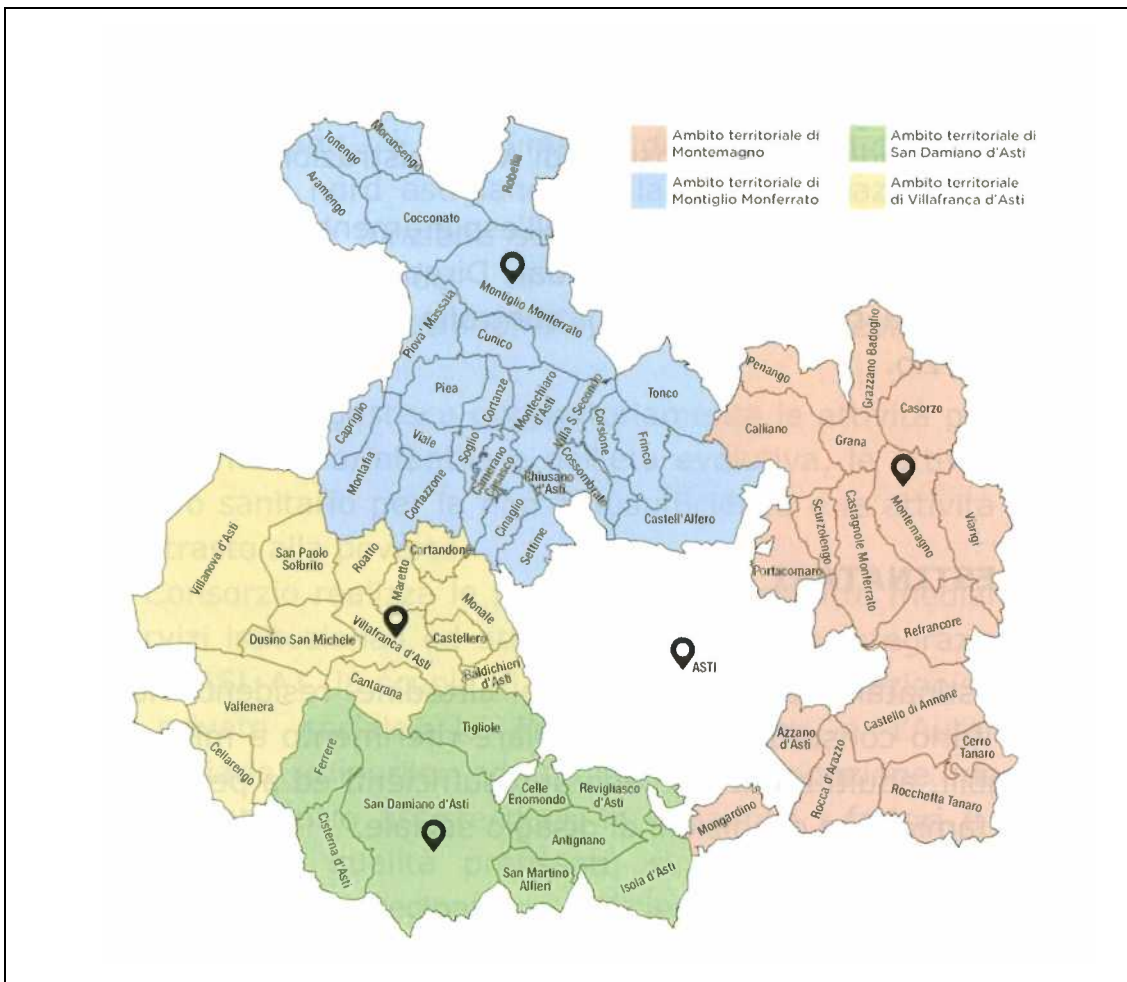 Ambito territoriale di
Montemagno
Ambito territoriale di
San Damiano d'Asti
Ambito territoriale di
Montiglio Monferrato
Ambito territoriale
di Villafranca d'Asti
Tonengo
Moransengo
Aramengo
Robella
Cocconato
Montiglio Monferrato
Piova' Massaia
Cunico
Piea
Cortanze
Montechiaro
d'Asti
Villa S Secondo
Corsione
Tonco
Frinco
Capriglio
Viale
Soglio
Montafia
Cortazzone
Camerano
Casasco
Chiusano
d'Asti
Cossombrato
Cinaglio
Settime
Castell'Alfero
Penango
Grazzano Badoglio
Casorzo
Calliano
Grana
Montemagno
Viarigi
Scurzolengo
Castagnole Monferrato
Portacomaro
Refrancore
Villanova d'Asti
San Paolo
Solbrito
Roatto
Maretto
Cortandone
Monale
Dusino San Michele
Villafranca d'Asti
Castellero
Baldichieri
d'Asti
Cantarana
Valfenera
Cellarengo
ASTI
Castello di Annone
Azzano
d'Asti
Rocca d'Arazzo
Cerro
Tanaro
Rocchetta Tanaro
Mongardino
Tigliole
Ferrere
San Damiano d'Asti
Cisterna d'Asti
Celle
Enomondo
Revigliasco
d'Asti
Antignano
San Martino
Alfieri
Isola d'Asti